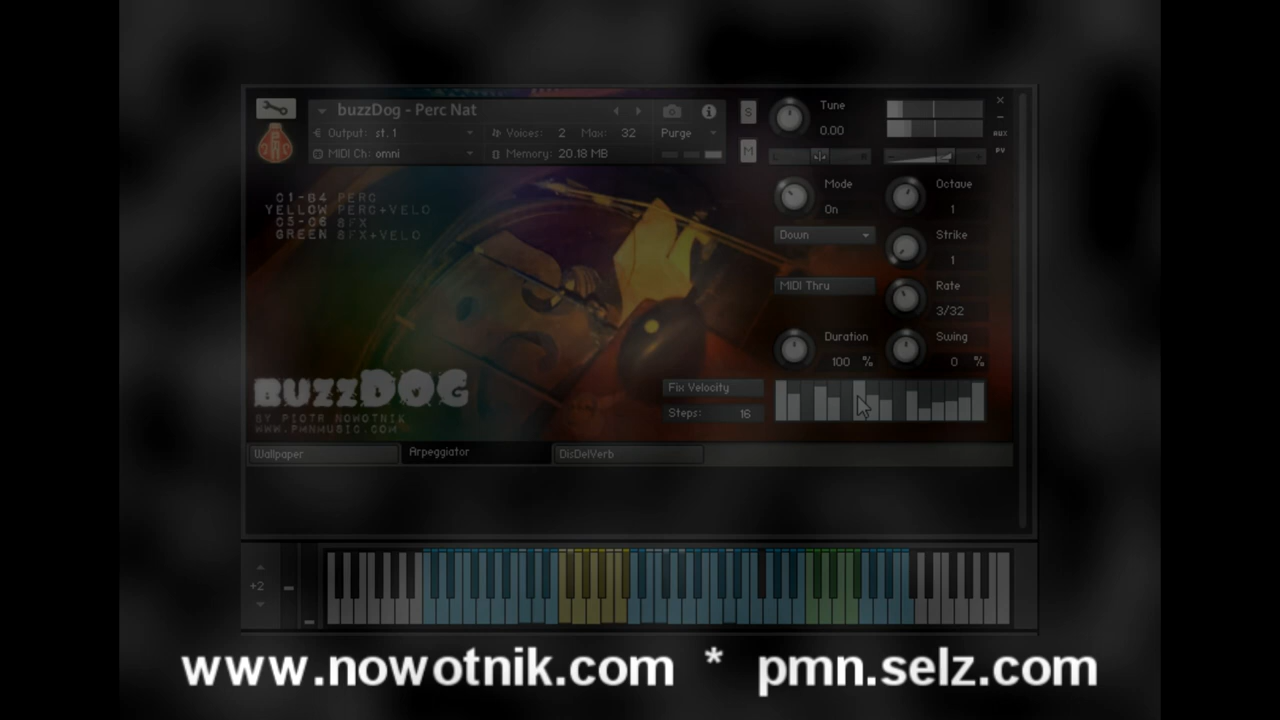 buzzDog - Perc Nat
Output: st. 1
Voices: 2 Max: 32
Purge
MIDI Ch: omni
Memory: 20.18 MB
S
M
Tune
0.00
AUX
PV
L R
C1-B4 PERC
YELLOW PERC+VELO
C5-C6 SFX
GREEN SFX+VELO
Mode
On
Octave
1
Down
Strike
1
MIDI Thru
Rate
3/32
Duration
100 %
Swing
0 %
Fix Velocity
Steps: 16
BUZZDOG
BY PIOTR NOWOTNIK
WWW.PMNMUSIC.COM
Wallpaper
Arpeggiator
DisDelVerb
+2
www.nowotnik.com * pmn.selz.com